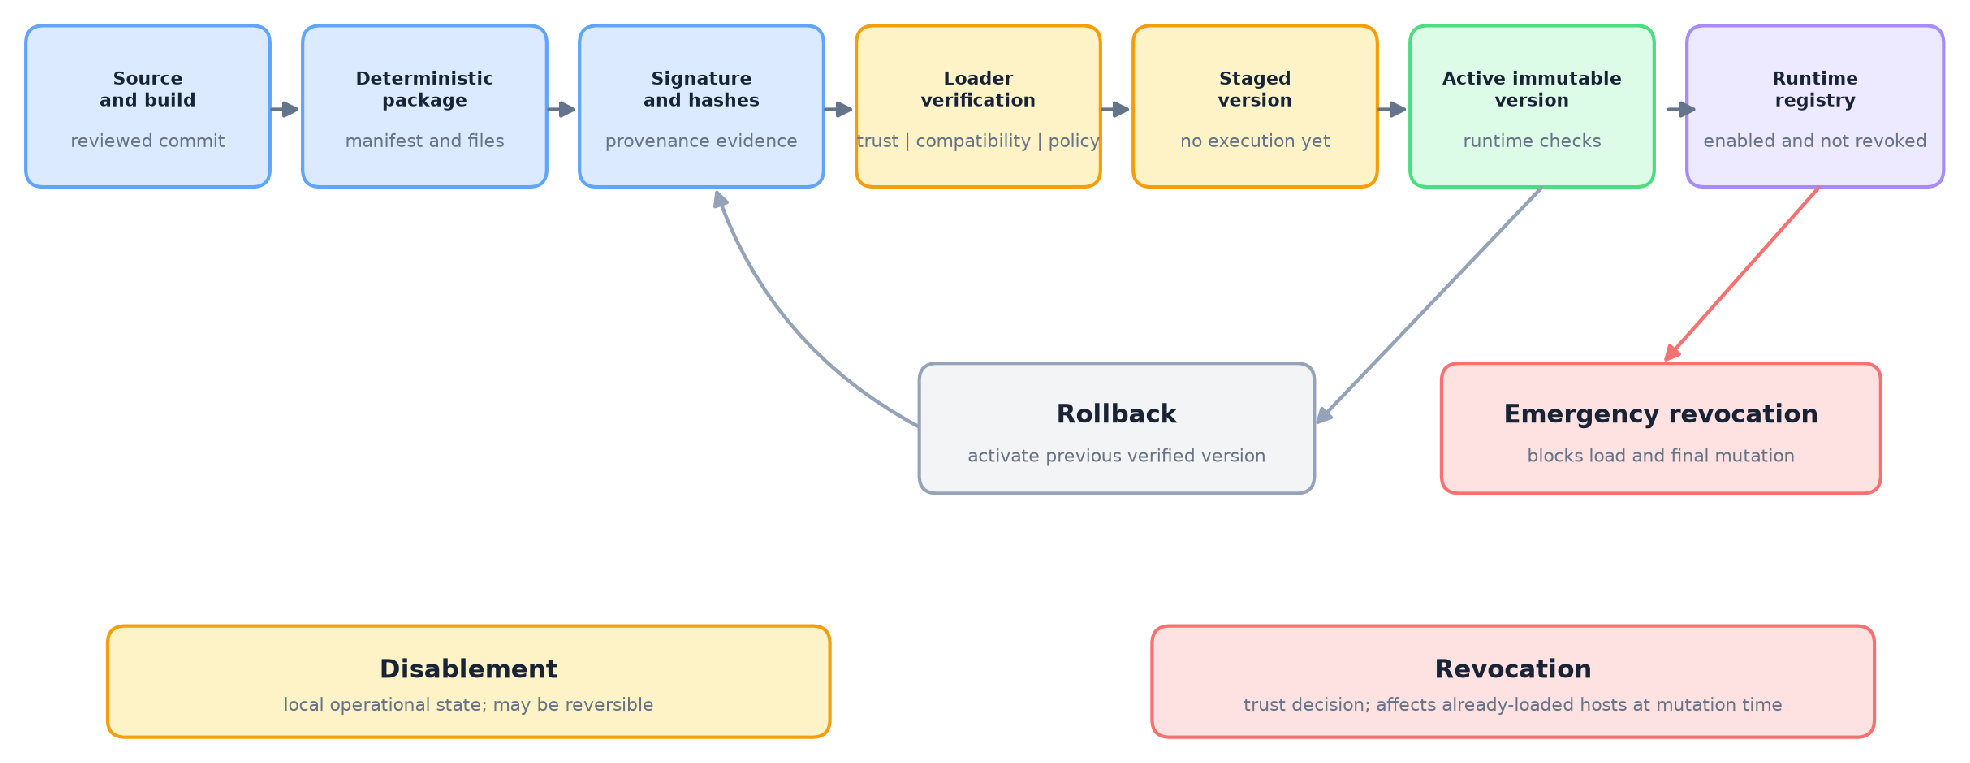 Source
and build
reviewed commit
Deterministic
package
manifest and files
Signature
and hashes
provenance evidence
Loader
verification
trust | compatibility | policy
Staged
version
no execution yet
Active immutable
version
runtime checks
Runtime
registry
enabled and not revoked
Rollback
activate previous verified version
Emergency revocation
blocks load and final mutation
Disablement
local operational state; may be reversible
Revocation
trust decision; affects already-loaded hosts at mutation time